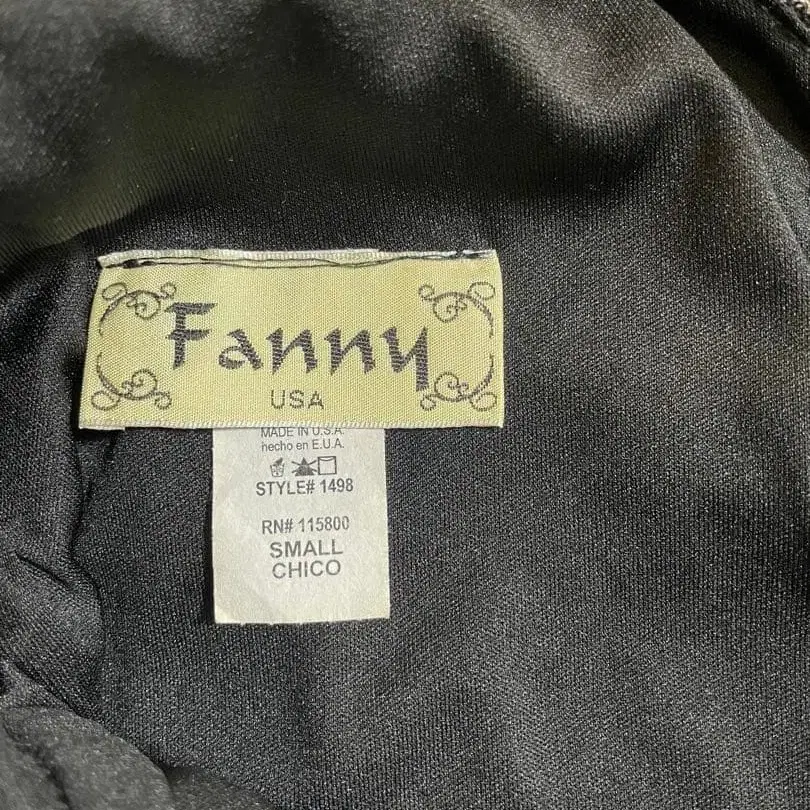 Fanny
USA
MADE IN U.S.A.
hecho en E.U.A.
STYLE# 1498
RN# 115800
SMALL
CHICO